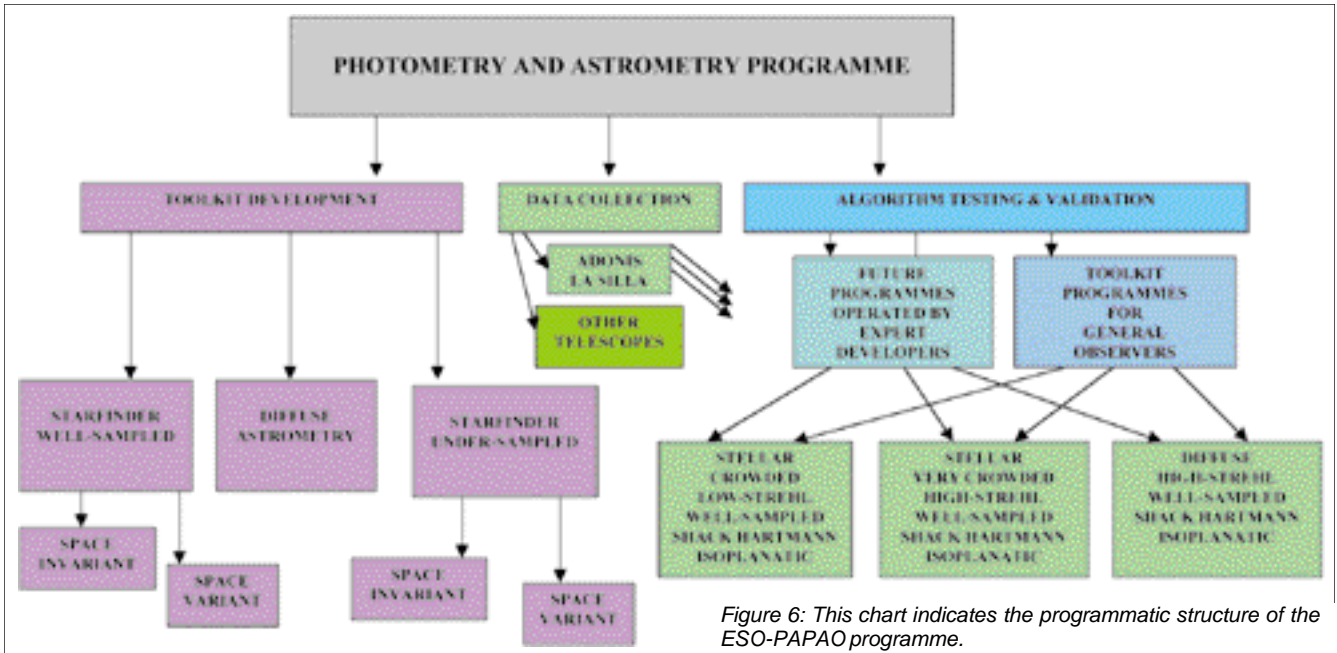 PHOTOMETRY AND ASTROMETRY PROGRAMME
TOOLKIT DEVELOPMENT
DATA COLLECTION
ALGORITHM TESTING & VALIDATION
ADONIS
LA SILLA
OTHER
TELESCOPES
FUTURE
PROGRAMMES
OPERATED BY
EXPERT
DEVELOPERS
TOOLKIT
PROGRAMMES
FOR
GENERAL
OBSERVERS
STARFINDER
WELL-SAMPLED
DIFFUSE
ASTROMETRY
STARFINDER
UNDER-SAMPLED
SPACE
INVARIANT
SPACE
VARIANT
SPACE
INVARIANT
SPACE
VARIANT
STELLAR
CROWDED
LOW-STREHL
WELL-SAMPLED
SHACK HARTMANN
ISOPLANATIC
STELLAR
VERY CROWDED
HIGH-STREHL
WELL-SAMPLED
SHACK HARTMANN
ISOPLANATIC
DIFFUSE
HIGH-STREHL
WELL-SAMPLED
SHACK HARTMANN
ISOPLANATIC
Figure 6: This chart indicates the programmatic structure of the
ESO-PAPAO programme.